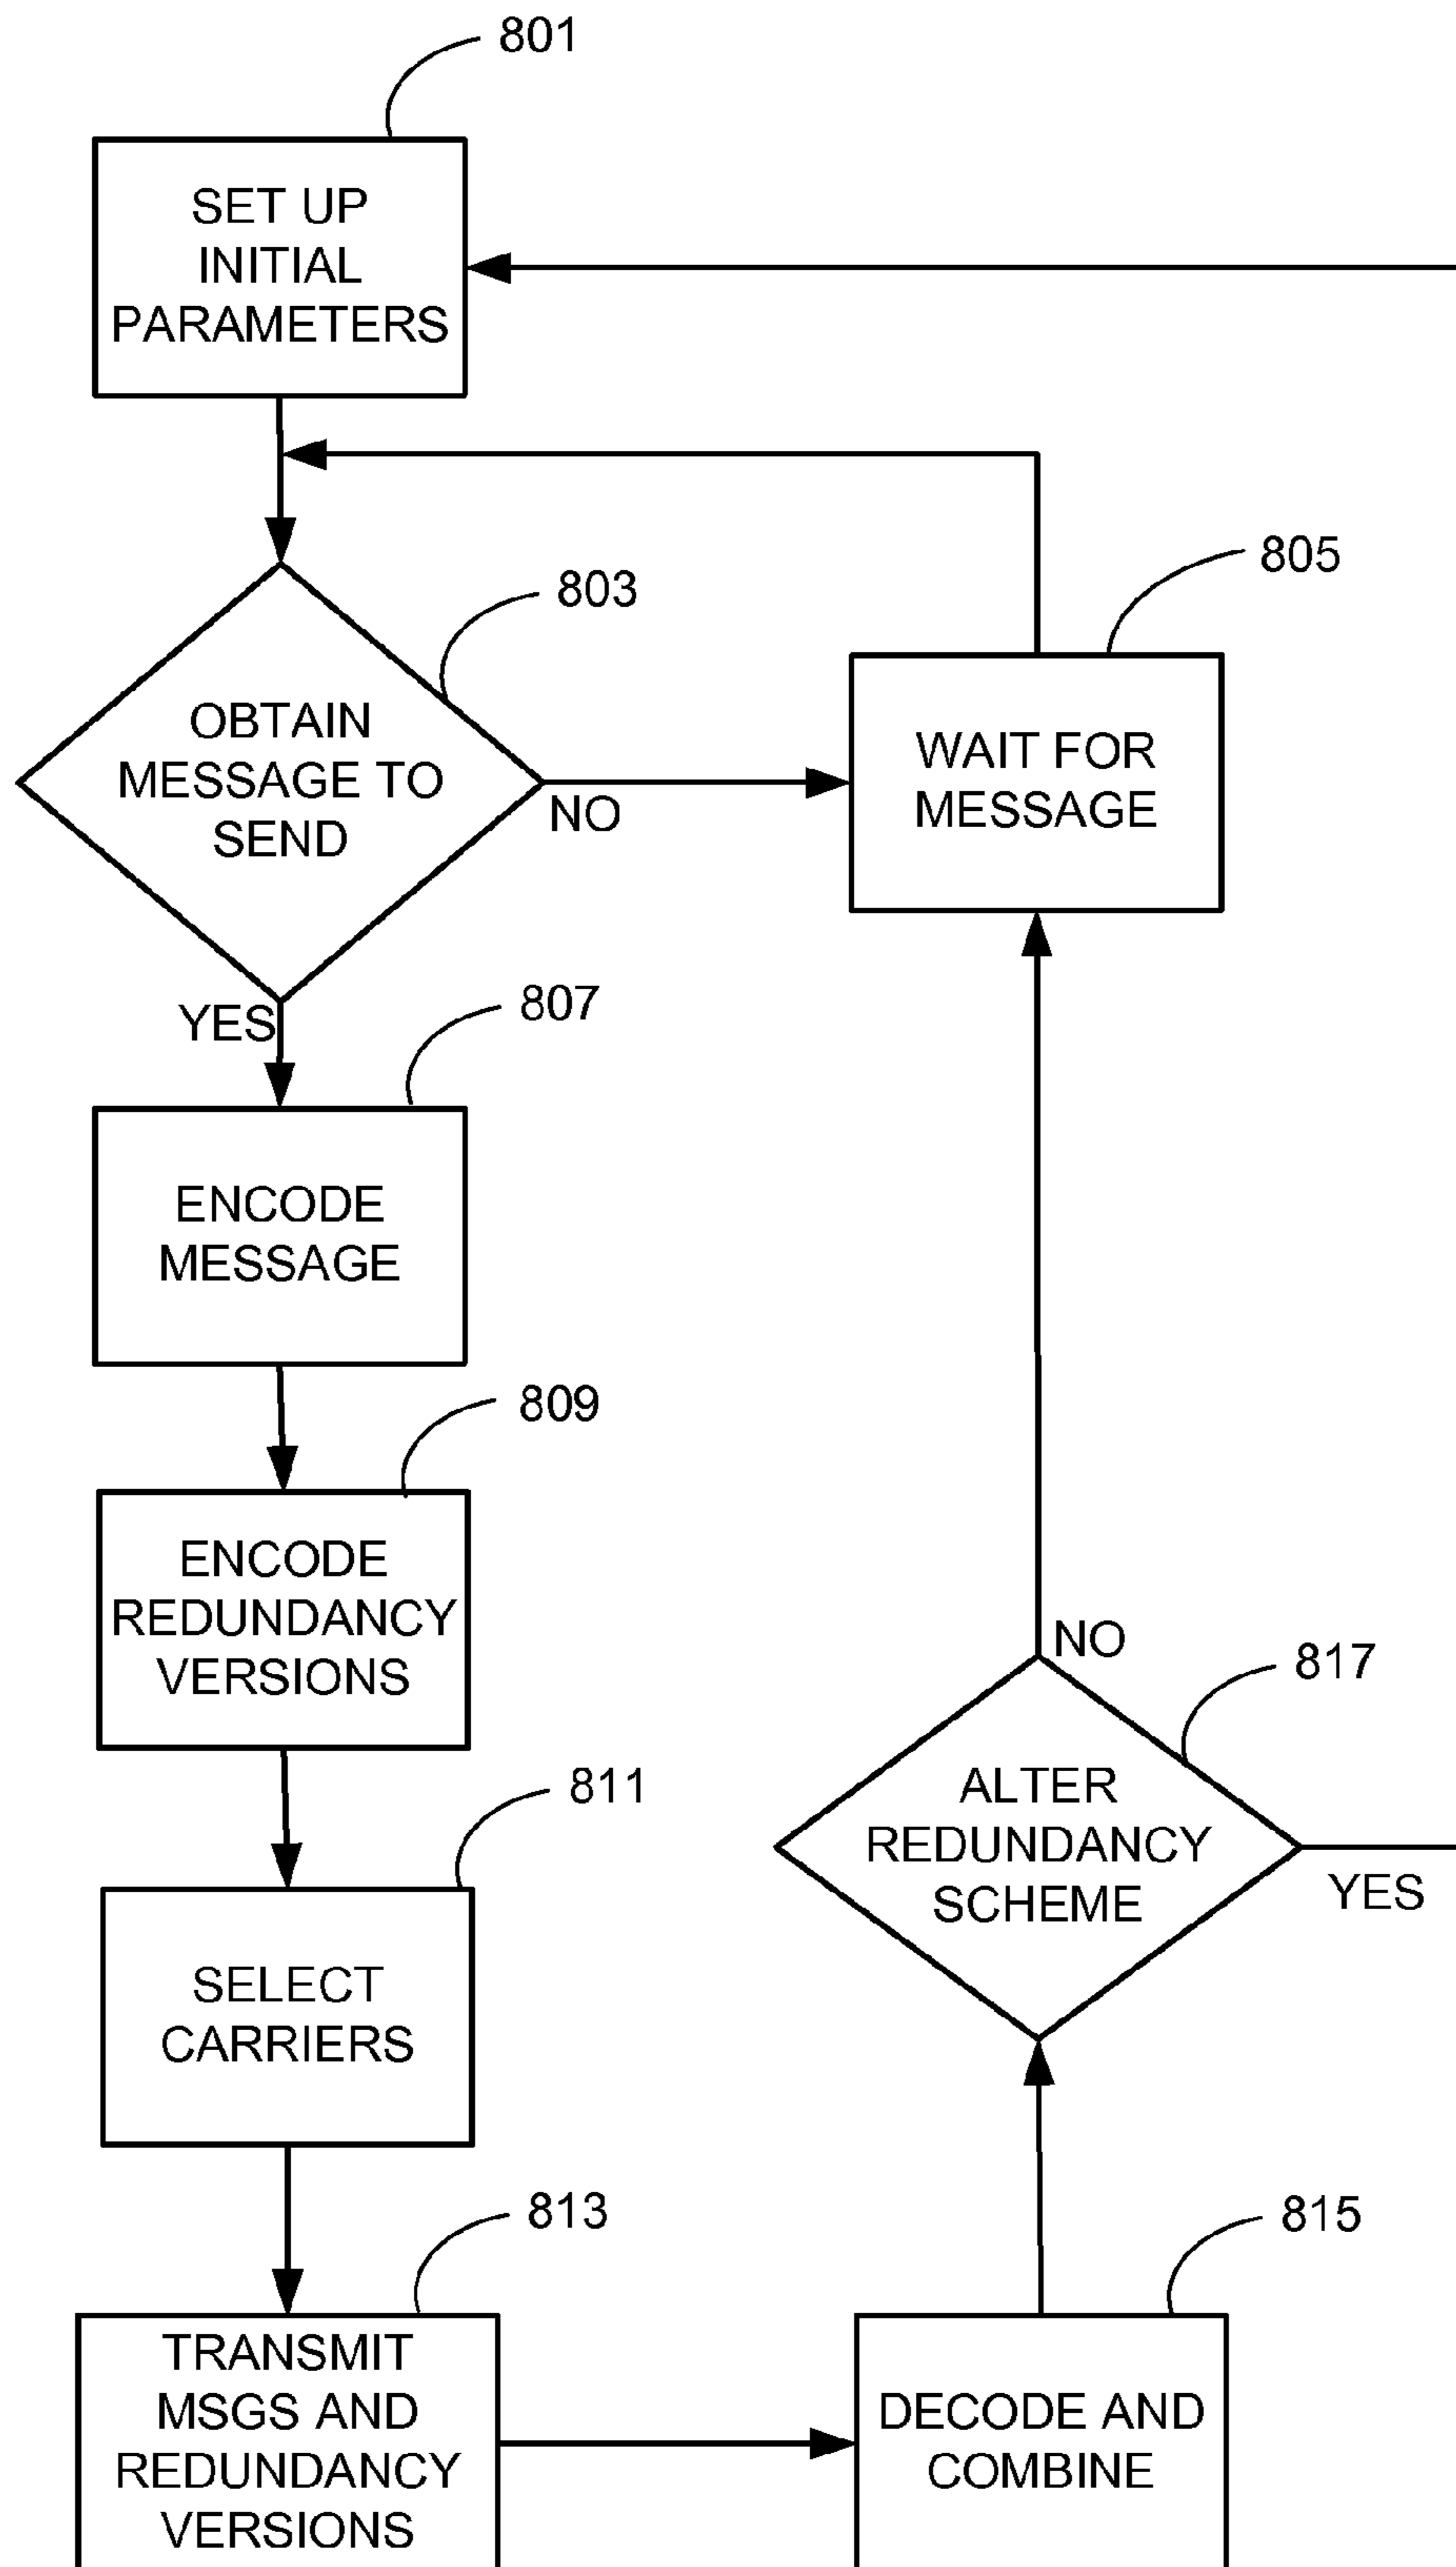 801
SET UP
INITIAL
PARAMETERS
803
OBTAIN
MESSAGE TO
SEND
NO
YES
805
WAIT FOR
MESSAGE
807
ENCODE
MESSAGE
809
ENCODE
REDUNDANCY
VERSIONS
811
SELECT
CARRIERS
813
TRANSMIT
MSGS AND
REDUNDANCY
VERSIONS
815
DECODE AND
COMBINE
817
ALTER
REDUNDANCY
SCHEME
NO
YES